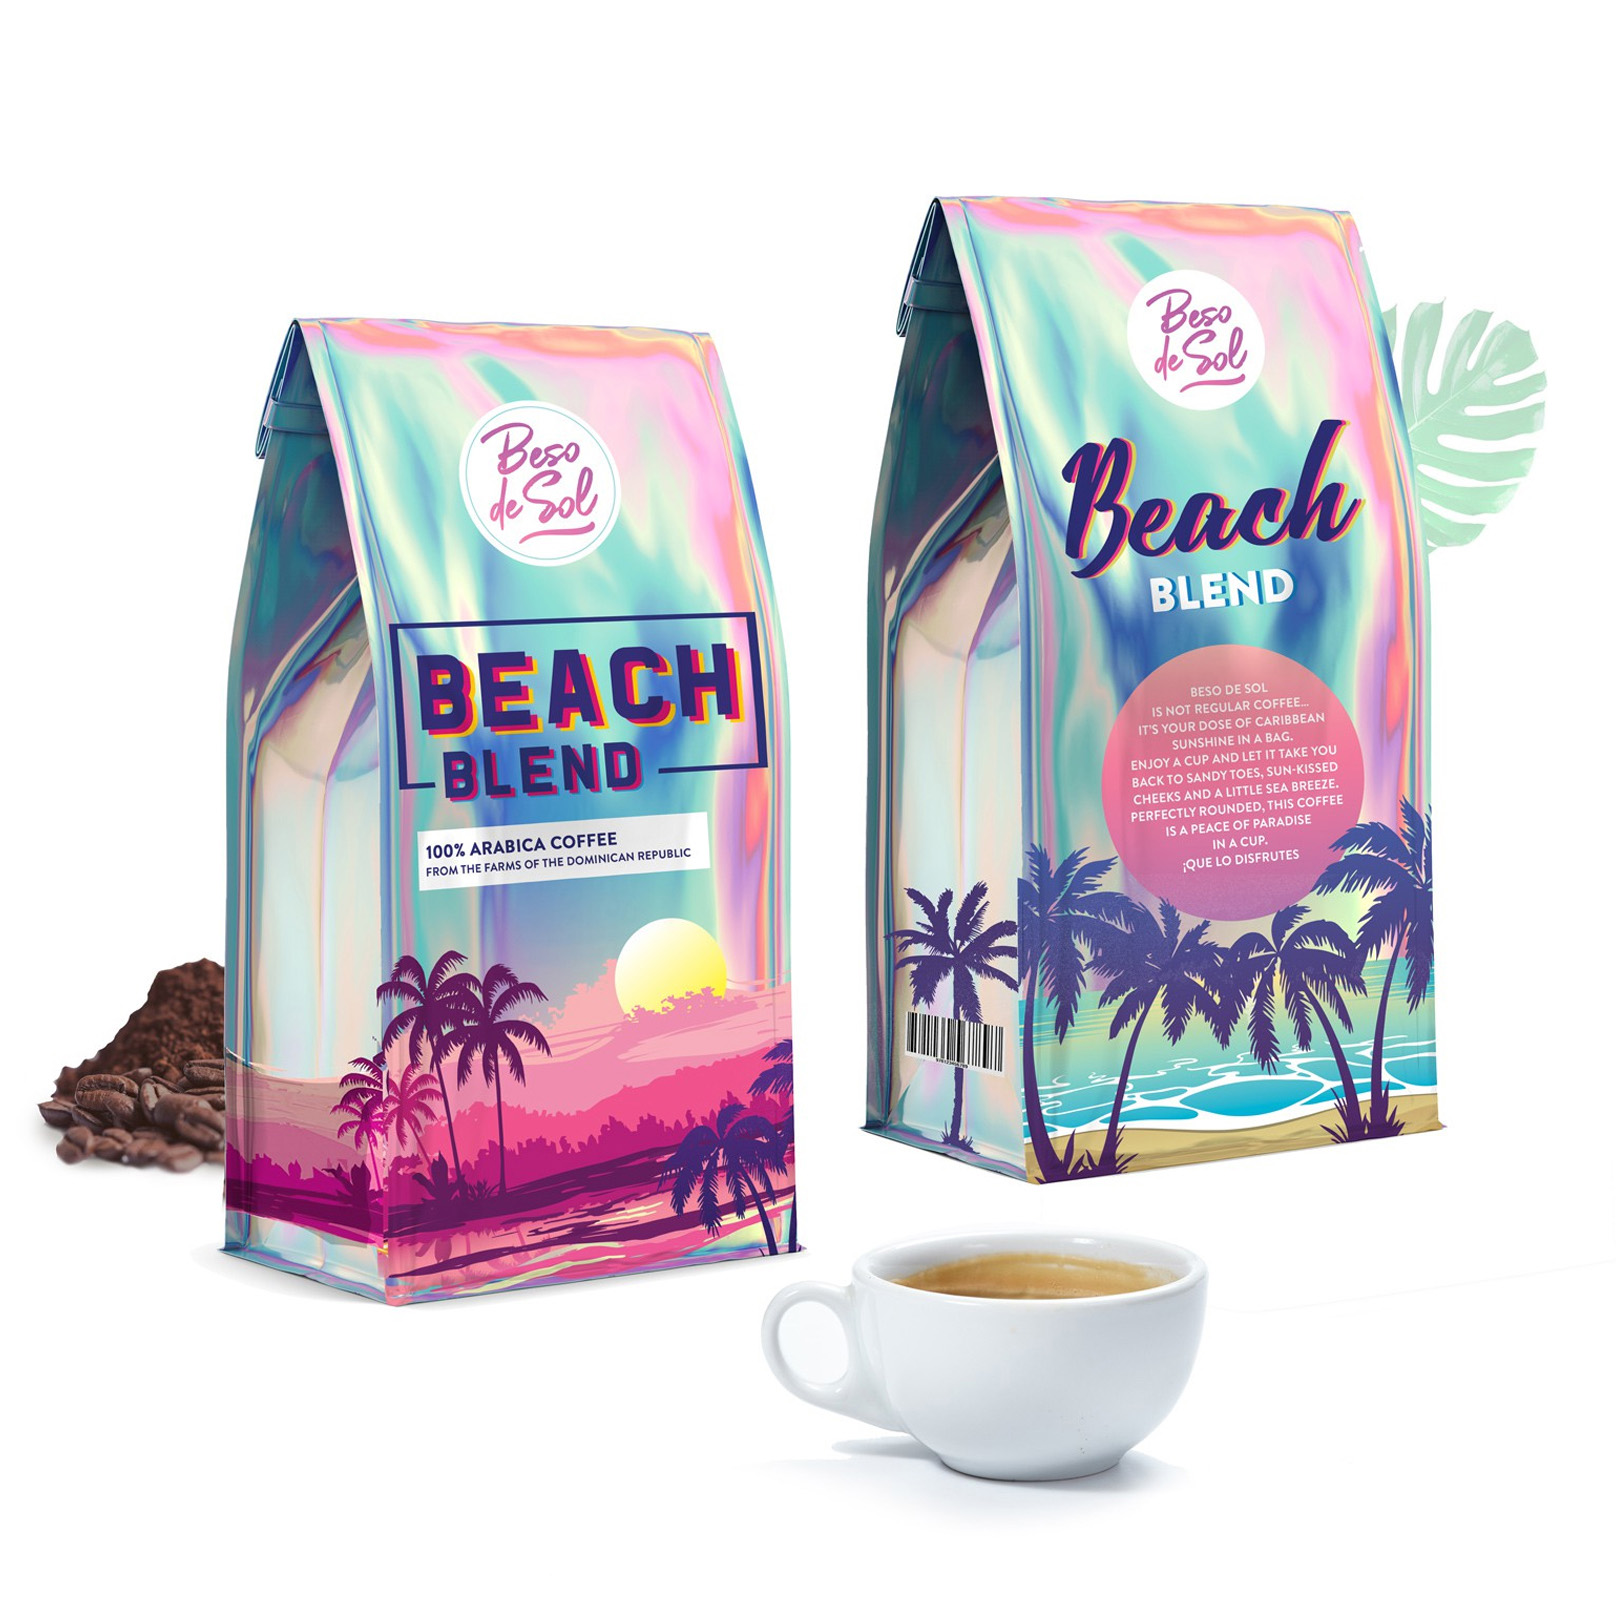 Beso
de Sol
BEACH
BLEND
100% ARABICA COFFEE
FROM THE FARMS OF THE DOMINICAN REPUBLIC
Beso
de Sol
Beach
BLEND
BESO DE SOL
IS NOT REGULAR COFFEE...
IT'S YOUR DOSE OF CARIBBEAN
SUNSHINE IN A BAG.
ENJOY A CUP AND LET IT TAKE YOU
BACK TO SANDY TOES, SUN-KISSED
CHEEKS AND A LITTLE SEA BREEZE.
PERFECTLY ROUNDED, THIS COFFEE
IS A PEACE OF PARADISE
IN A CUP.
¡QUE LO DISFRUTES